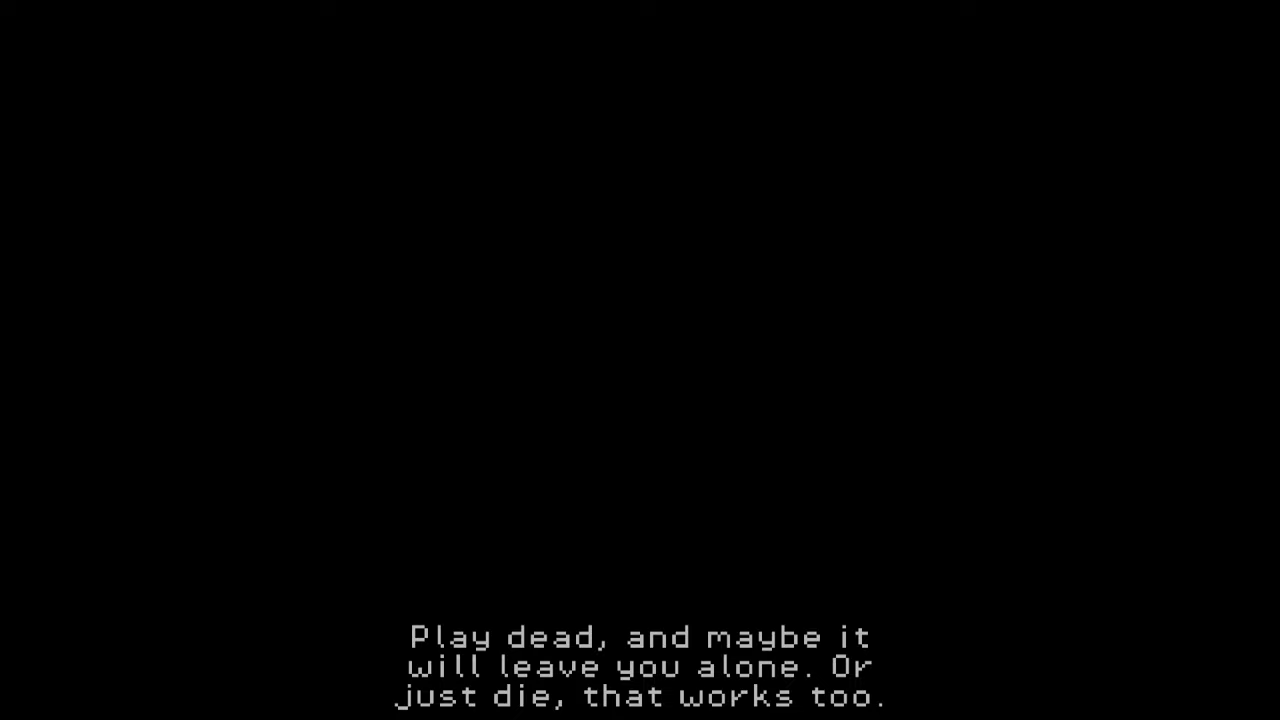 Play dead, and maybe it
will leave you alone. Or
just die, that works too.